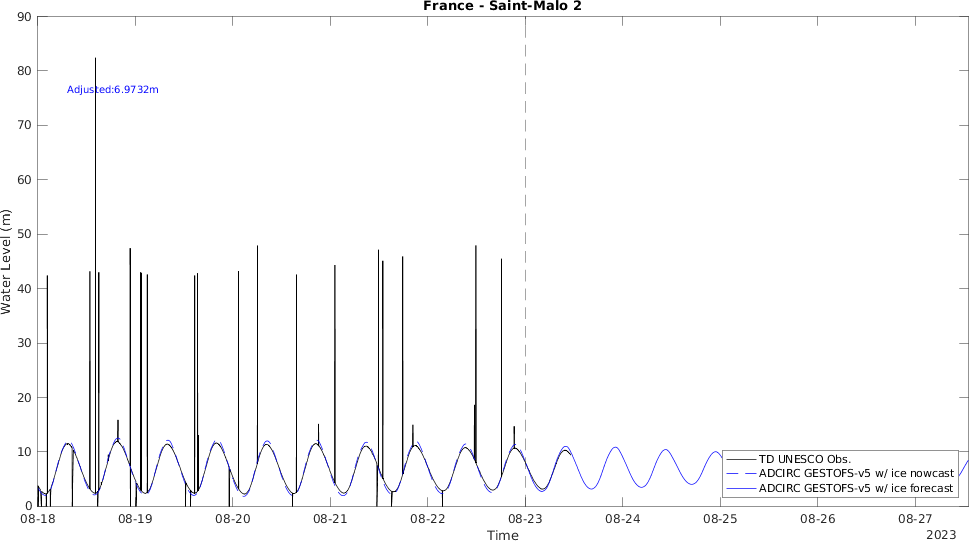 France - Saint-Malo 2
90
80
70
60
50
40
30
20
10
0
Water Level (m)
Adjusted:6.9732m
TD UNESCO Obs.
ADCIRC GESTOFS-v5 w/ ice nowcast
ADCIRC GESTOFS-v5 w/ ice forecast
08-18 08-19 08-20 08-21 08-22 08-23 08-24 08-25 08-26 08-27
Time
2023